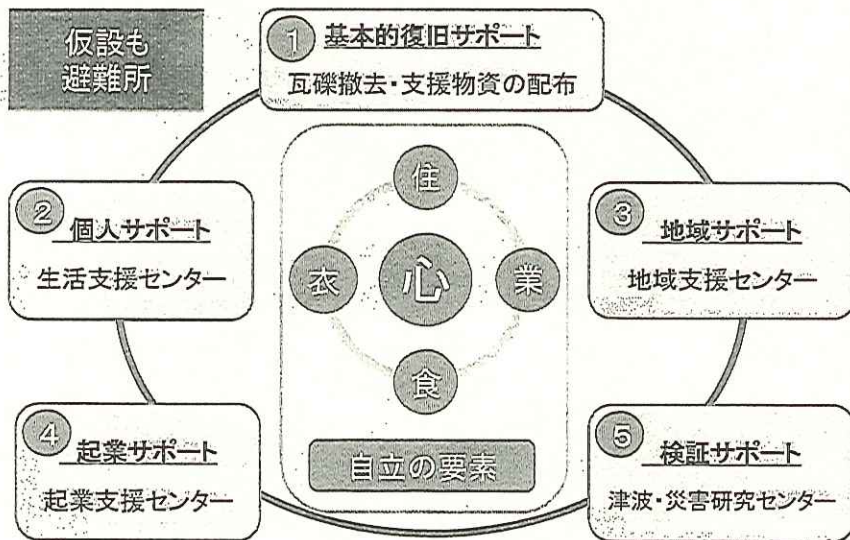 仮設も
避難所
① 基本的復旧サポート
瓦礫撤去・支援物資の配布
② 個人サポート
生活支援センター
③ 地域サポート
地域支援センター
住
衣
心
業
食
自立の要素
④ 起業サポート
起業支援センター
⑤ 検証サポート
津波・災害研究センター